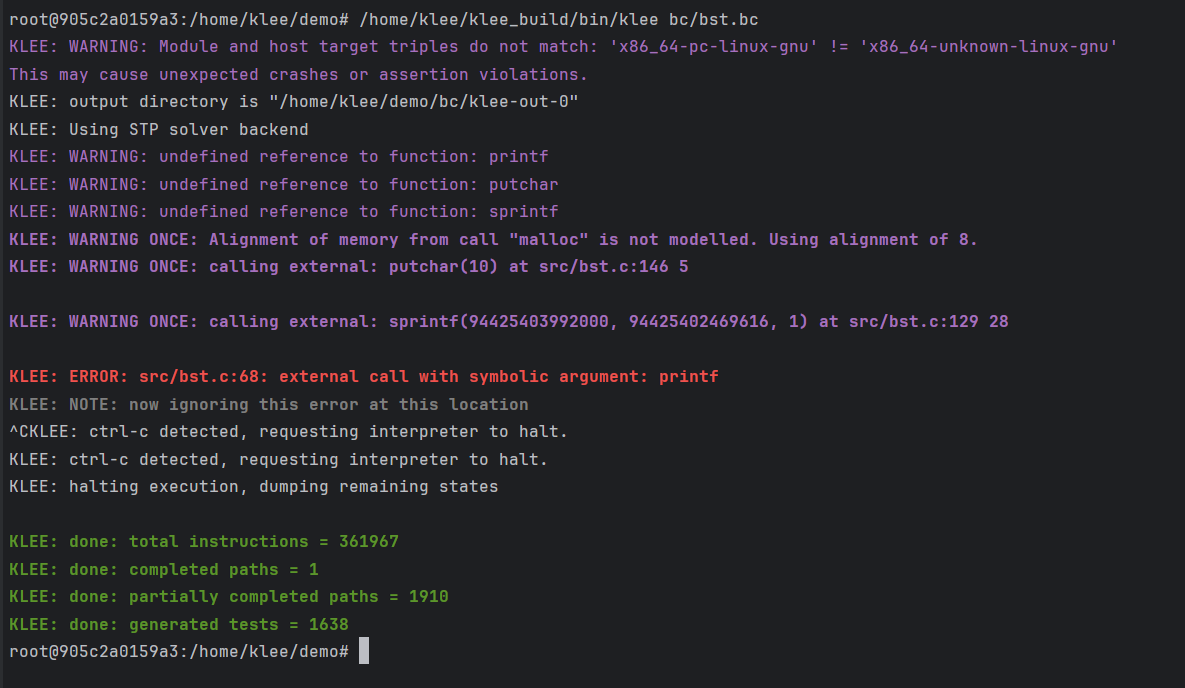 root@905c2a0159a3:/home/klee/demo# /home/klee/klee_build/bin/klee bc/bst.bc
KLEE: WARNING: Module and host target triples do not match: 'x86_64-pc-linux-gnu' != 'x86_64-unknown-linux-gnu'
This may cause unexpected crashes or assertion violations.
KLEE: output directory is "/home/klee/demo/bc/klee-out-0"
KLEE: Using STP solver backend
KLEE: WARNING: undefined reference to function: printf
KLEE: WARNING: undefined reference to function: putchar
KLEE: WARNING: undefined reference to function: sprintf
KLEE: WARNING ONCE: Alignment of memory from call "malloc" is not modelled. Using alignment of 8.
KLEE: WARNING ONCE: calling external: putchar(10) at src/bst.c:146 5
KLEE: WARNING ONCE: calling external: sprintf(94425403992000, 94425402469616, 1) at src/bst.c:129 28
KLEE: ERROR: src/bst.c:68: external call with symbolic argument: printf
KLEE: NOTE: now ignoring this error at this location
^CKLEE: ctrl-c detected, requesting interpreter to halt.
KLEE: ctrl-c detected, requesting interpreter to halt.
KLEE: halting execution, dumping remaining states
KLEE: done: total instructions = 361967
KLEE: done: completed paths = 1
KLEE: done: partially completed paths = 1910
KLEE: done: generated tests = 1638
root@905c2a0159a3:/home/klee/demo#